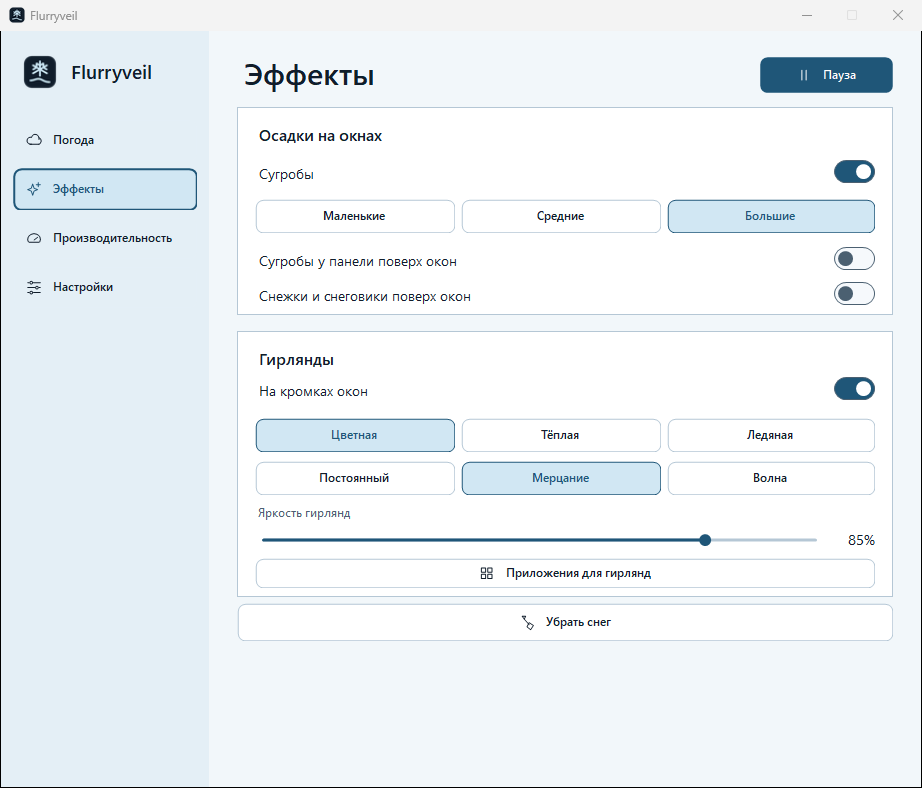 Flurryveil
Flurryveil
Погода
Эффекты
Производительность
Настройки
Эффекты
Пауза
Осадки на окнах
Сугробы
Маленькие
Средние
Большие
Сугробы у панели поверх окон
Снежки и снеговики поверх окон
Гирлянды
На кромках окон
Цветная
Тёплая
Ледяная
Постоянный
Мерцание
Волна
Яркость гирлянд
85%
Приложения для гирлянд
Убрать снег